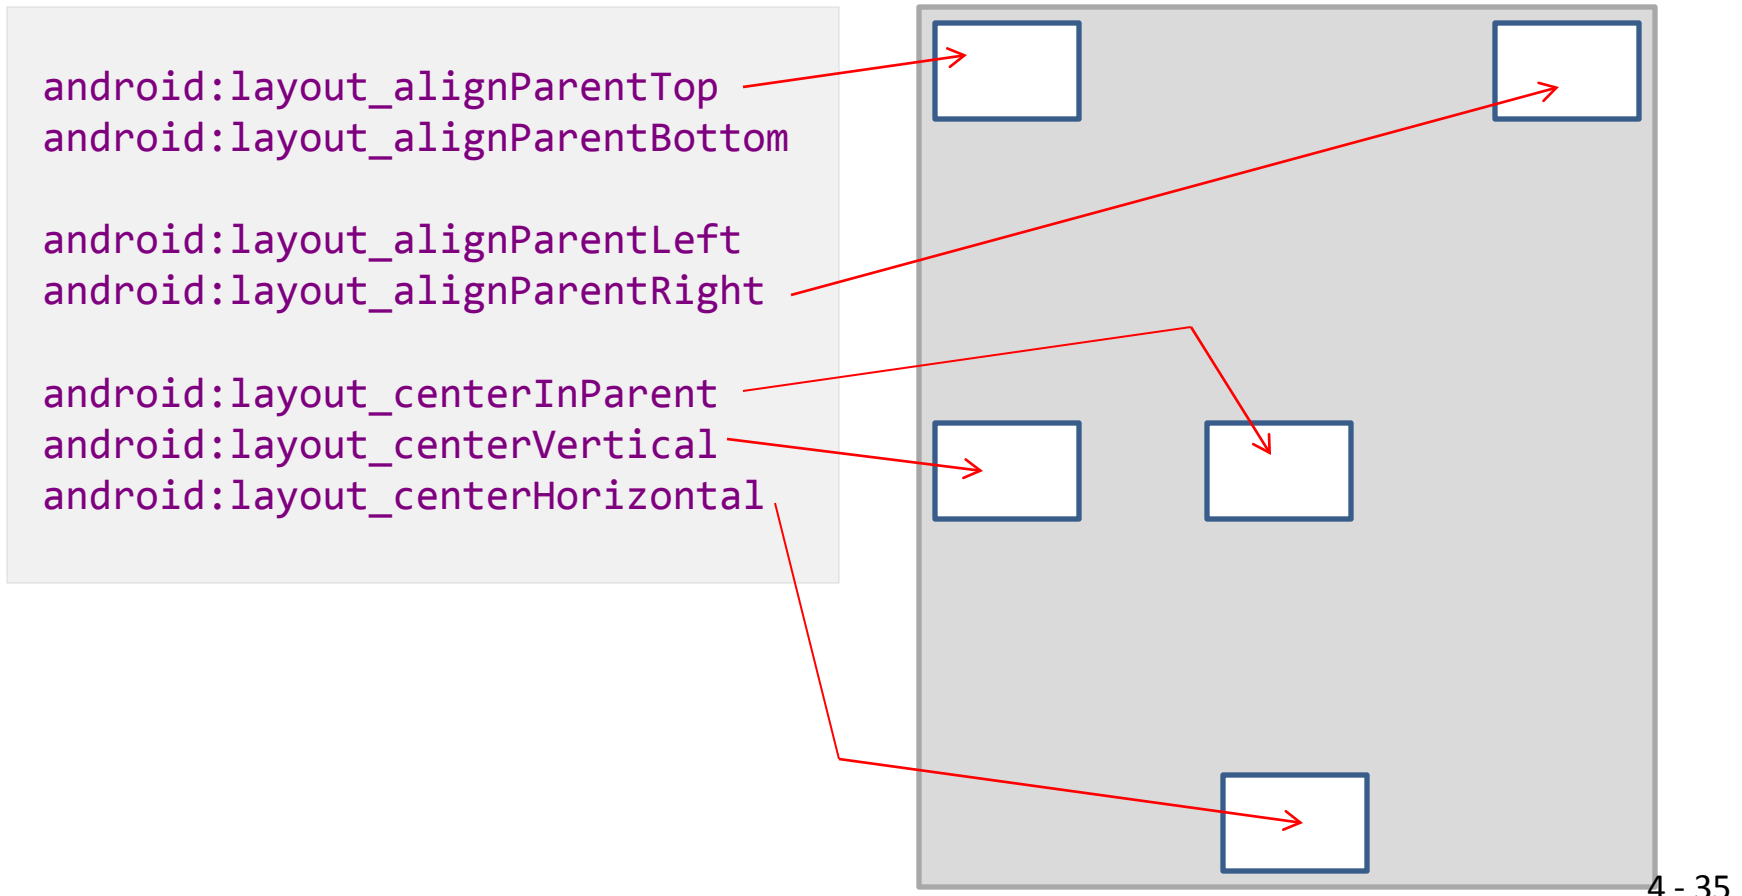 android:layout_alignParentTop
android:layout_alignParentBottom
android:layout_alignParentLeft
android:layout_alignParentRight
android:layout_centerInParent
android:layout_centerVertical
android:layout_centerHorizontal
4 - 35